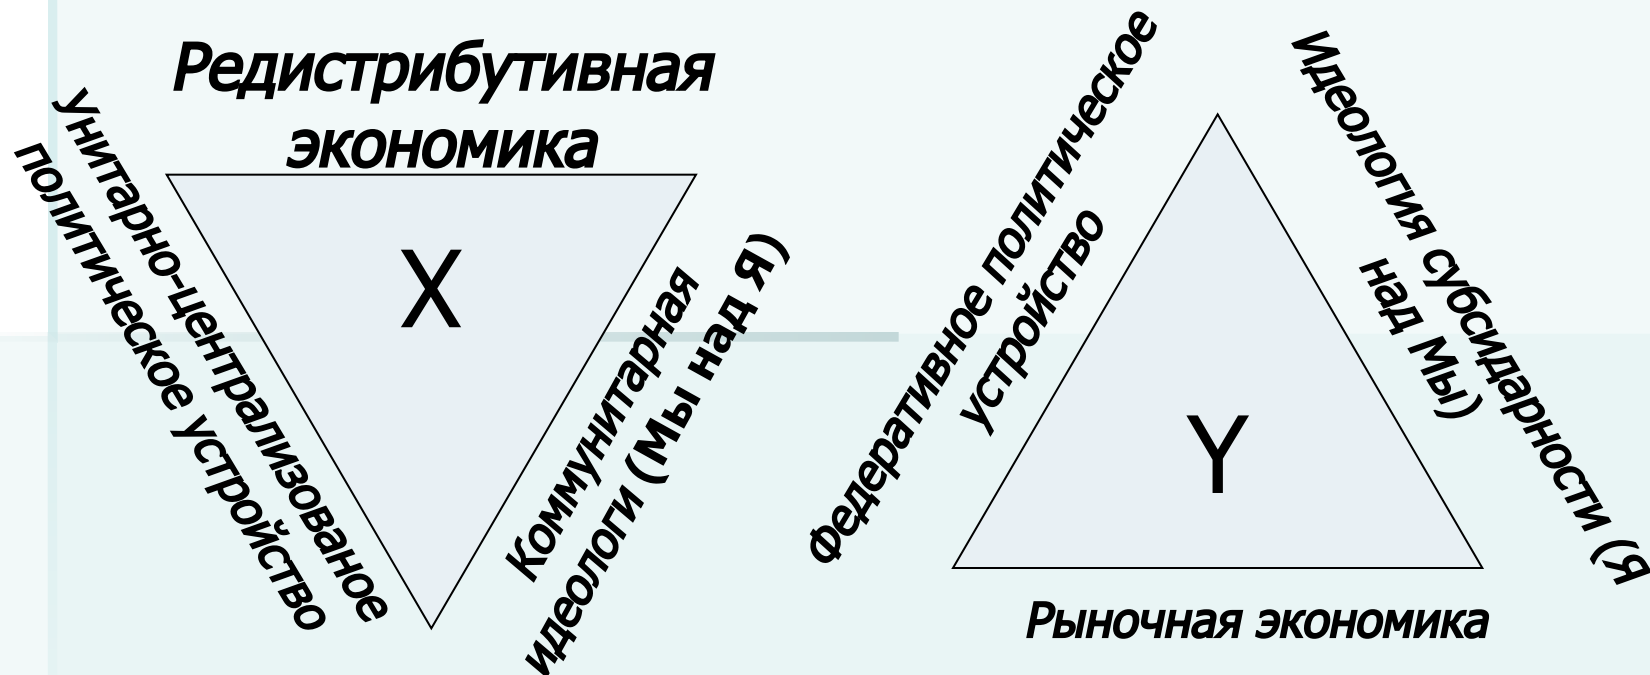 Редистрибутивная
экономика
Унитарно-централизованое
политическое устройство
X
Коммунитарная
идеологи (Мы над Я)
Федеративное политическое
устройство
Идеология субсидарности (Я
над Мы)
Y
Рыночная экономика